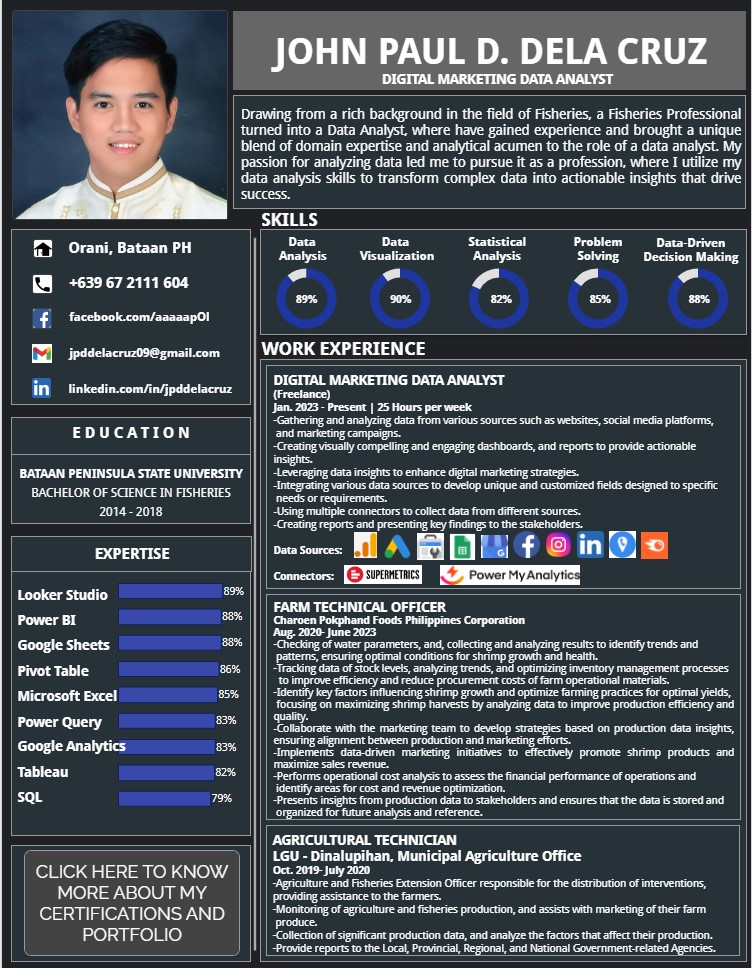 JOHN PAUL D. DELA CRUZ
DIGITAL MARKETING DATA ANALYST
Drawing from a rich background in the field of Fisheries, a Fisheries Professional
turned into a Data Analyst, where have gained experience and brought a unique
blend of domain expertise and analytical acumen to the role of a data analyst. My
passion for analyzing data led me to pursue it as a profession, where I utilize my
data analysis skills to transform complex data into actionable insights that drive
success.
Orani, Bataan PH
+639 67 2111 604
facebook.com/aaaaapOl
jpddelacruz09@gmail.com
linkedin.com/in/jpddelacruz
EDUCATION
BATAAN PENINSULA STATE UNIVERSITY
BACHELOR OF SCIENCE IN FISHERIES
2014 - 2018
EXPERTISE
Looker Studio 89%
Power BI 88%
Google Sheets 88%
Pivot Table 86%
Microsoft Excel 85%
Power Query 83%
Google Analytics 83%
Tableau 82%
SQL 79%
CLICK HERE TO KNOW
MORE ABOUT MY
CERTIFICATIONS AND
PORTFOLIO
SKILLS
Data Analysis
Data Visualization
Statistical Analysis
Problem Solving
Data-Driven Decision Making
89% 90% 82% 85% 88%
WORK EXPERIENCE
DIGITAL MARKETING DATA ANALYST
(Freelance)
Jan. 2023 - Present | 25 Hours per week
-Gathering and analyzing data from various sources such as websites, social media platforms,
and marketing campaigns.
-Creating visually compelling and engaging dashboards, and reports to provide actionable
insights.
-Leveraging data insights to enhance digital marketing strategies.
-Integrating various data sources to develop unique and customized fields designed to specific
needs or requirements.
-Using multiple connectors to collect data from different sources.
-Creating reports and presenting key findings to the stakeholders.
Data Sources:
Connectors: SUPERMETRICS Power My Analytics
FARM TECHNICAL OFFICER
Charoen Pokphand Foods Philippines Corporation
Aug. 2020- June 2023
-Checking of water parameters, and, collecting and analyzing results to identify trends and
patterns, ensuring optimal conditions for shrimp growth and health.
-Tracking data of stock levels, analyzing trends, and optimizing inventory management processes
to improve efficiency and reduce procurement costs of farm operational materials.
-Identify key factors influencing shrimp growth and optimize farming practices for optimal yields,
focusing on maximizing shrimp harvests by analyzing data to improve production efficiency and
quality.
-Collaborate with the marketing team to develop strategies based on production data insights,
ensuring alignment between production and marketing efforts.
-Implements data-driven marketing initiatives to effectively promote shrimp products and
maximize sales revenue.
-Performs operational cost analysis to assess the financial performance of operations and
identify areas for cost and revenue optimization.
-Presents insights from production data to stakeholders and ensures that the data is stored and
organized for future analysis and reference.
AGRICULTURAL TECHNICIAN
LGU - Dinalupihan, Municipal Agriculture Office
Oct. 2019- July 2020
-Agriculture and Fisheries Extension Officer responsible for the distribution of interventions,
providing assistance to the farmers.
-Monitoring of agriculture and fisheries production, and assists with marketing of their farm
produce.
-Collection of significant production data, and analyze the factors that affect their production.
-Provide reports to the Local, Provincial, Regional, and National Government-related Agencies.